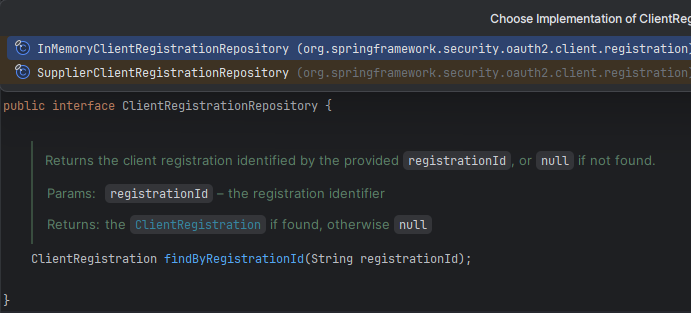 Choose Implementation of ClientReg
InMemoryClientRegistrationRepository (org.springframework.security.oauth2.client.registration)
SupplierClientRegistrationRepository (org.springframework.security.oauth2.client.registration)
public interface ClientRegistrationRepository {
Returns the client registration identified by the provided registrationId, or null if not found.
Params: registrationId – the registration identifier
Returns: the ClientRegistration if found, otherwise null
ClientRegistration findByRegistrationId(String registrationId);
}